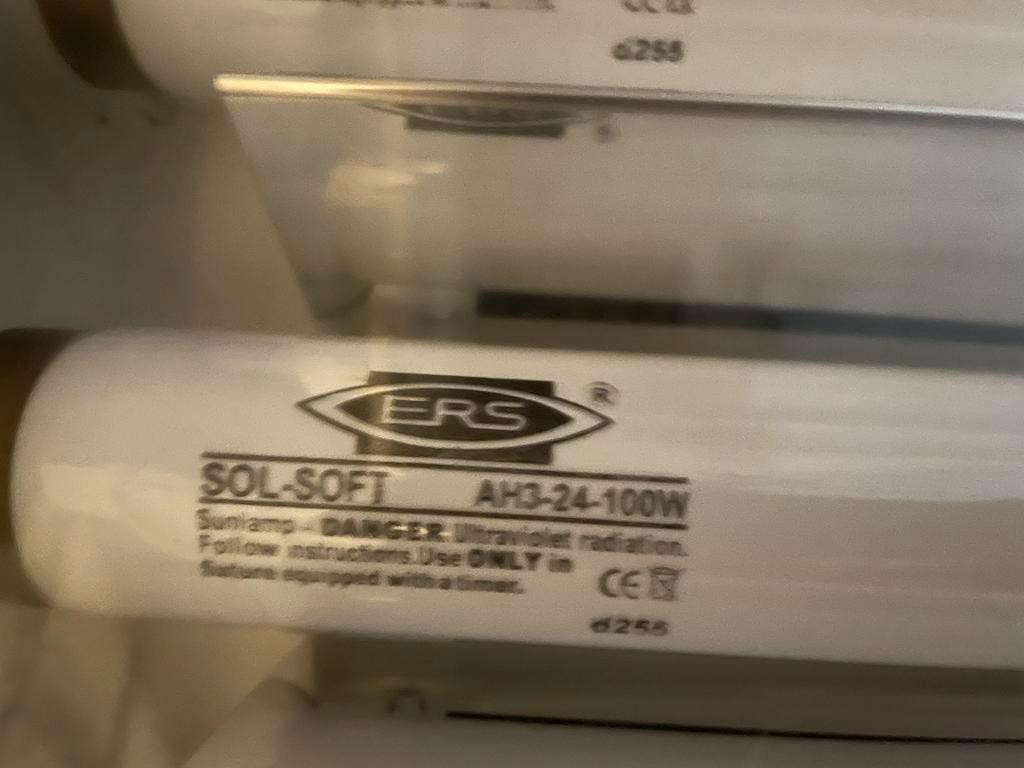 d255
ERS ®
SOL-SOFT AH3-24-100W
Sunlamp - DANGER. Ultraviolet radiation.
Follow instructions. Use ONLY in
fixture equipped with a timer.
CE
d255